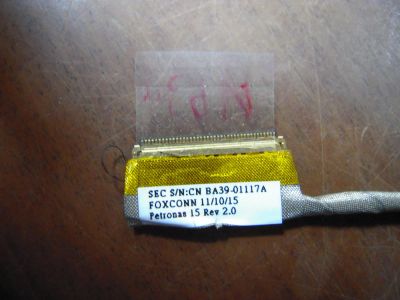 SEC S/N:CN BA39-01117A
FOXCONN 11/10/15
Petronas 15 Rev 2.0